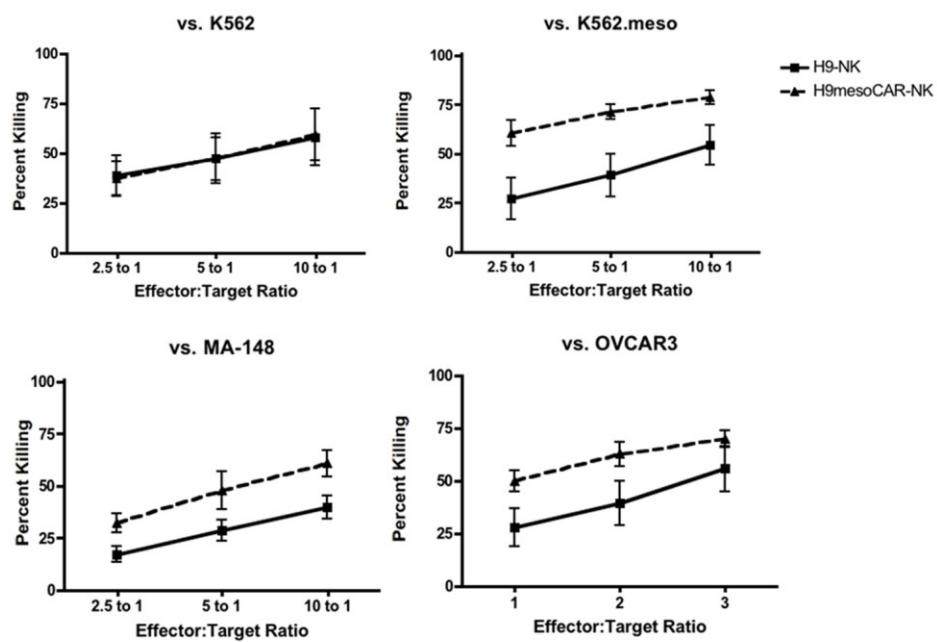 vs. K562
100
75
50
25
0
Percent Killing
2.5 to 1 5 to 1 10 to 1
Effector:Target Ratio
vs. K562.meso
100
75
50
25
0
Percent Killing
2.5 to 1 5 to 1 10 to 1
Effector:Target Ratio
H9-NK
H9mesoCAR-NK
vs. MA-148
100
75
50
25
0
Percent Killing
2.5 to 1 5 to 1 10 to 1
Effector:Target Ratio
vs. OVCAR3
100
75
50
25
0
Percent Killing
1 2 3
Effector:Target Ratio